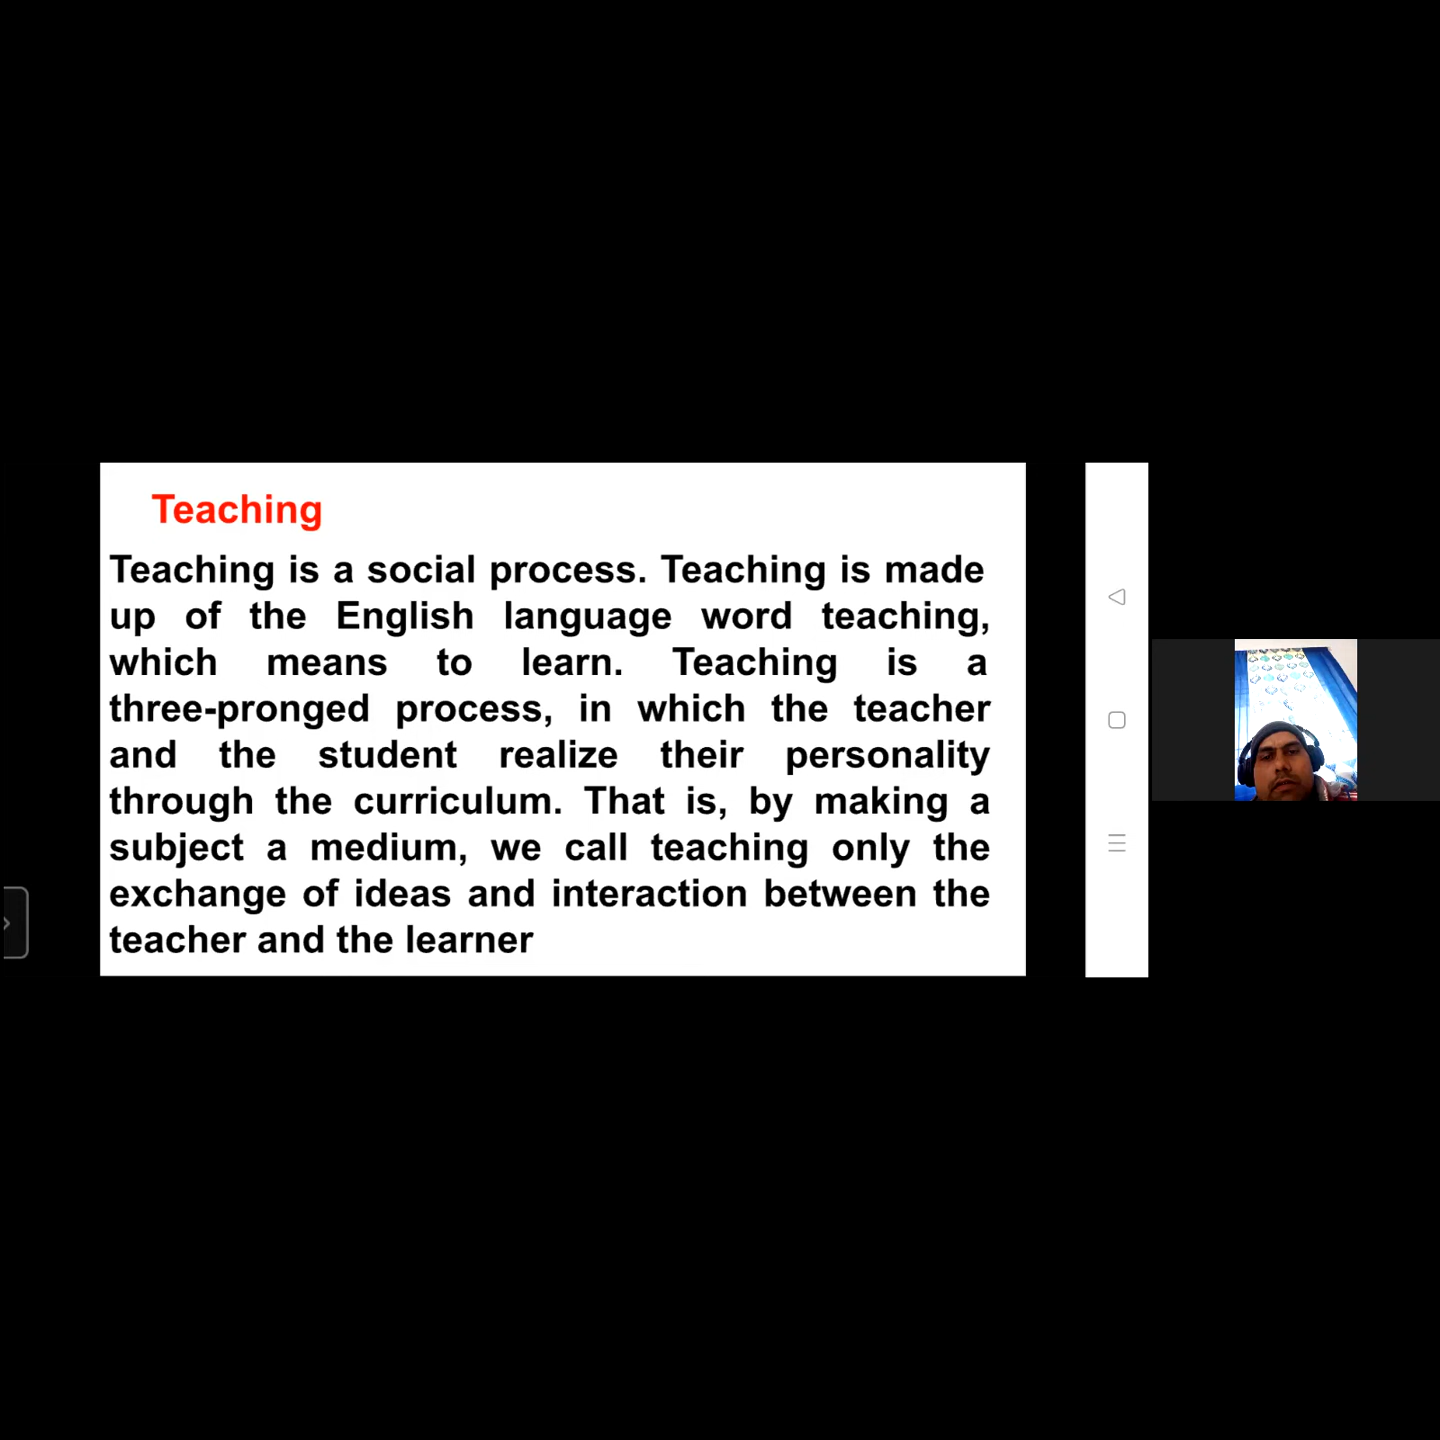 Teaching
Teaching is a social process. Teaching is made
up of the English language word teaching,
which means to learn. Teaching is a
three-pronged process, in which the teacher
and the student realize their personality
through the curriculum. That is, by making a
subject a medium, we call teaching only the
exchange of ideas and interaction between the
teacher and the learner